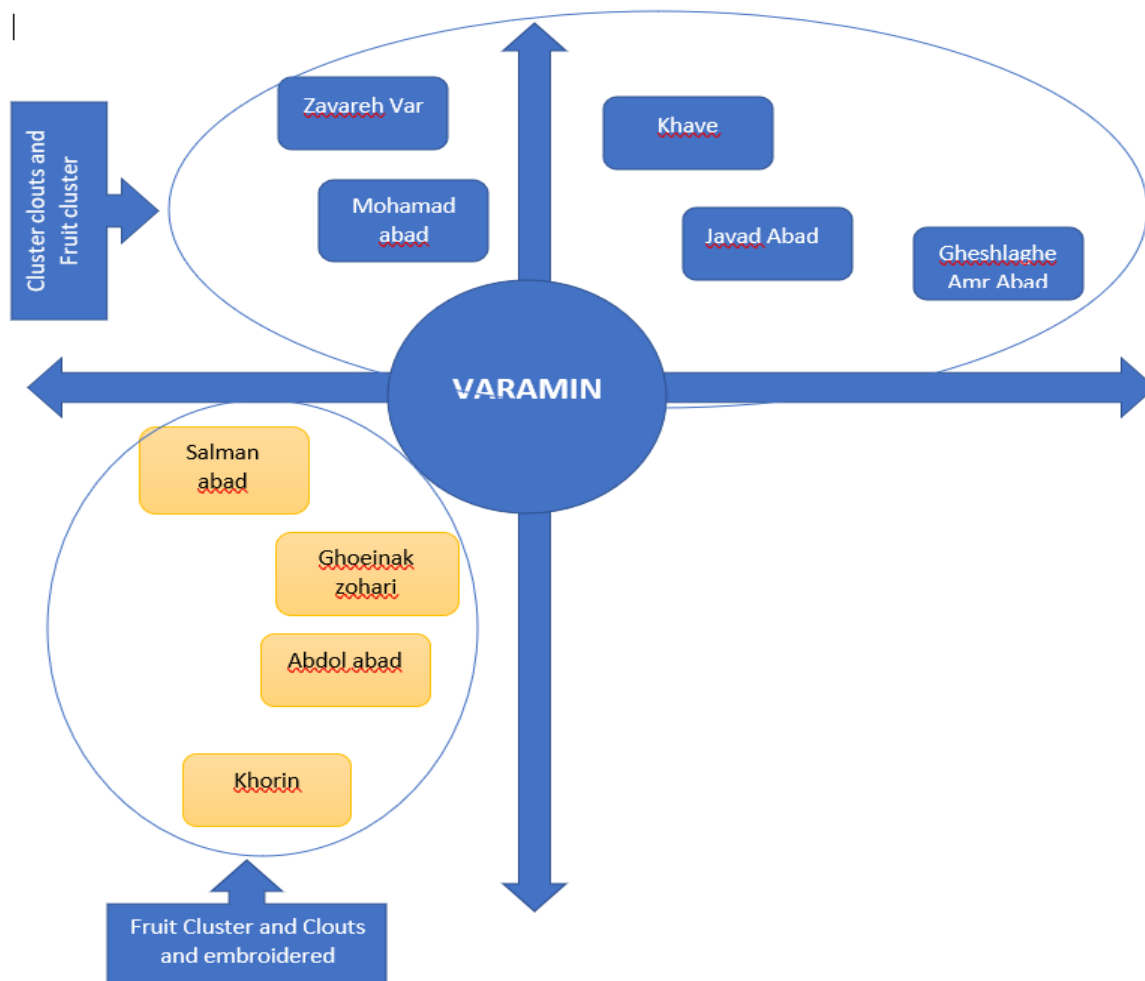 Zavareh Var
Khave
Cluster clouts and
Fruit cluster
Mohamad
abad
Javad Abad
Gheshlaghe
Amr Abad
VARAMIN
Salman
abad
Ghoeinak
zohari
Abdol abad
Khorin
Fruit Cluster and Clouts
and embroidered